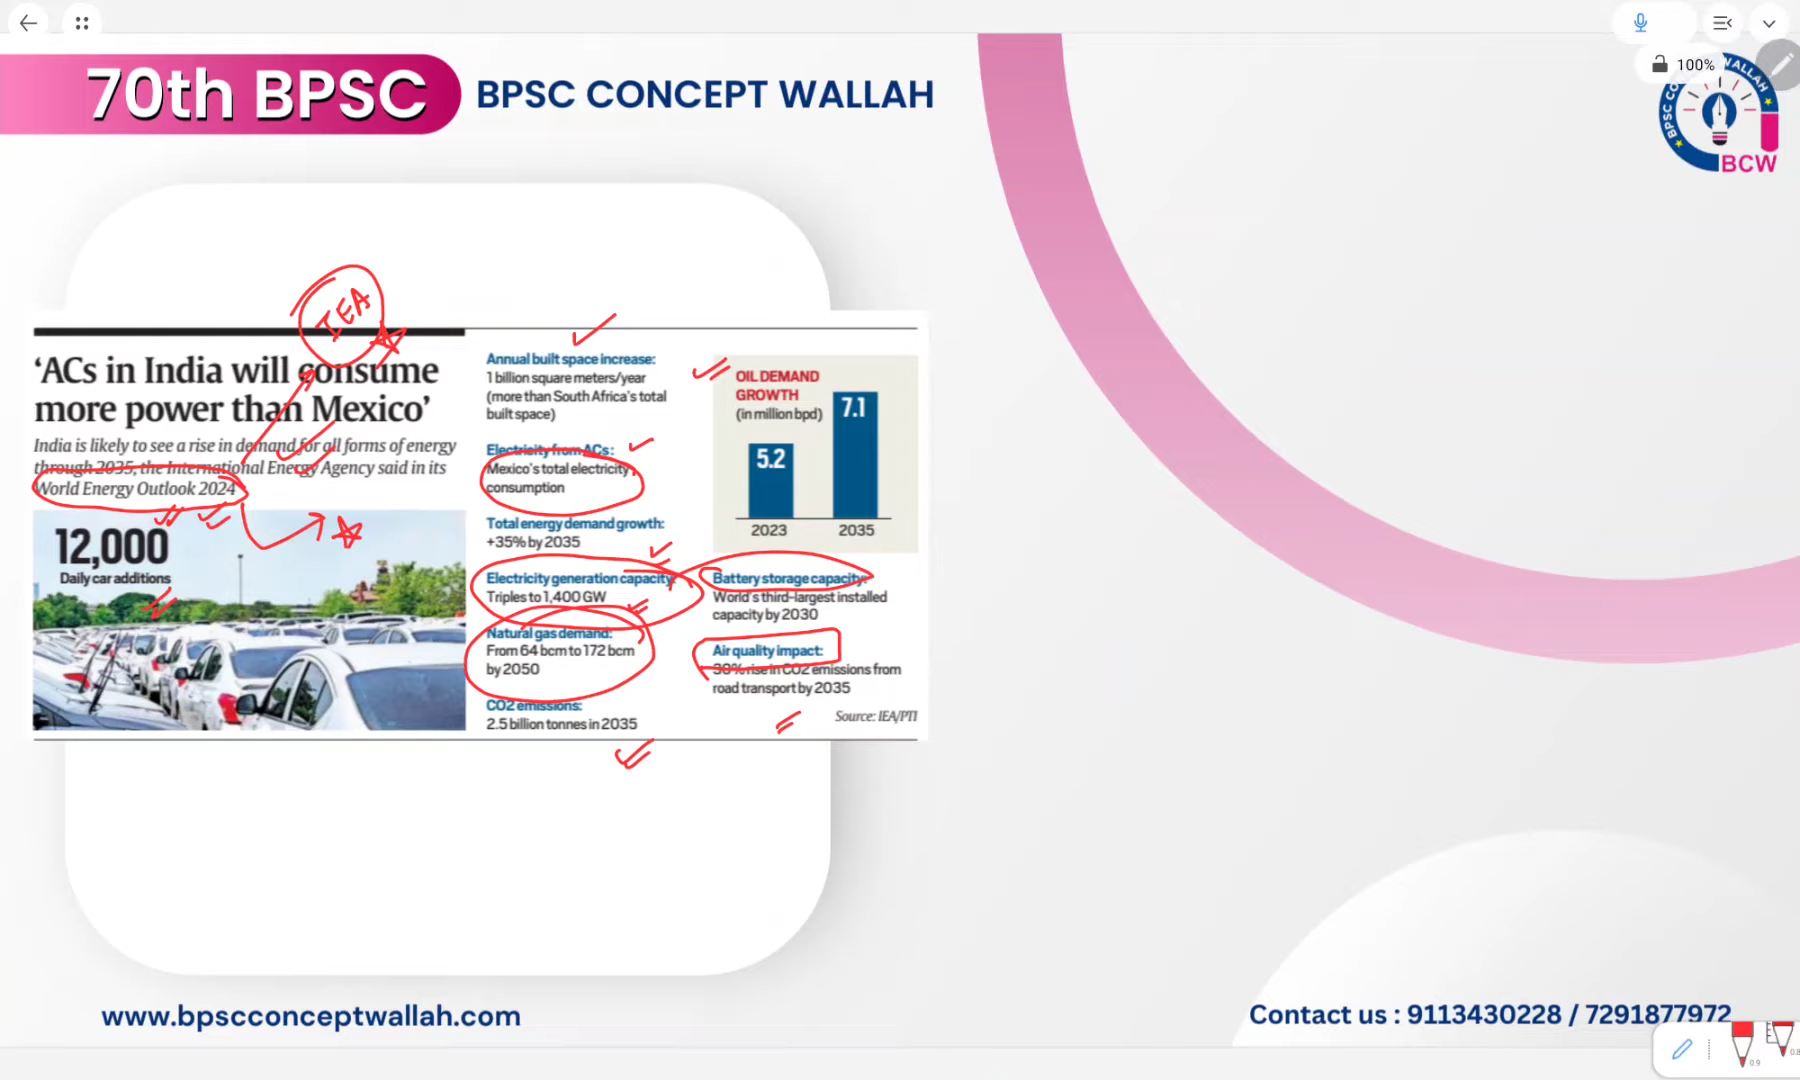 70th BPSC
BPSC CONCEPT WALLAH
100%
BPSC CO
WALLAH
BCW
IEA
'ACs in India will consume
more power than Mexico'
India is likely to see a rise in demand for all forms of energy
through 2035, the International Energy Agency said in its
World Energy Outlook 2024
12,000
Daily car additions
Annual built space increase:
1 billion square meters/year
(more than South Africa's total
built space)
Electricity from ACs:
Mexico's total electricity
consumption
Total energy demand growth:
+35% by 2035
Electricity generation capacity:
Triples to 1,400 GW
Natural gas demand:
From 64 bcm to 172 bcm
by 2050
CO2 emissions:
2.5 billion tonnes in 2035
OIL DEMAND
GROWTH
(in million bpd)
7.1
5.2
2023 2035
Battery storage capacity:
World's third-largest installed
capacity by 2030
Air quality impact:
30% rise in CO2 emissions from
road transport by 2035
Source: IEA/PTI
www.bpscconceptwallah.com
Contact us : 9113430228 / 7291877972
0.9
0.8